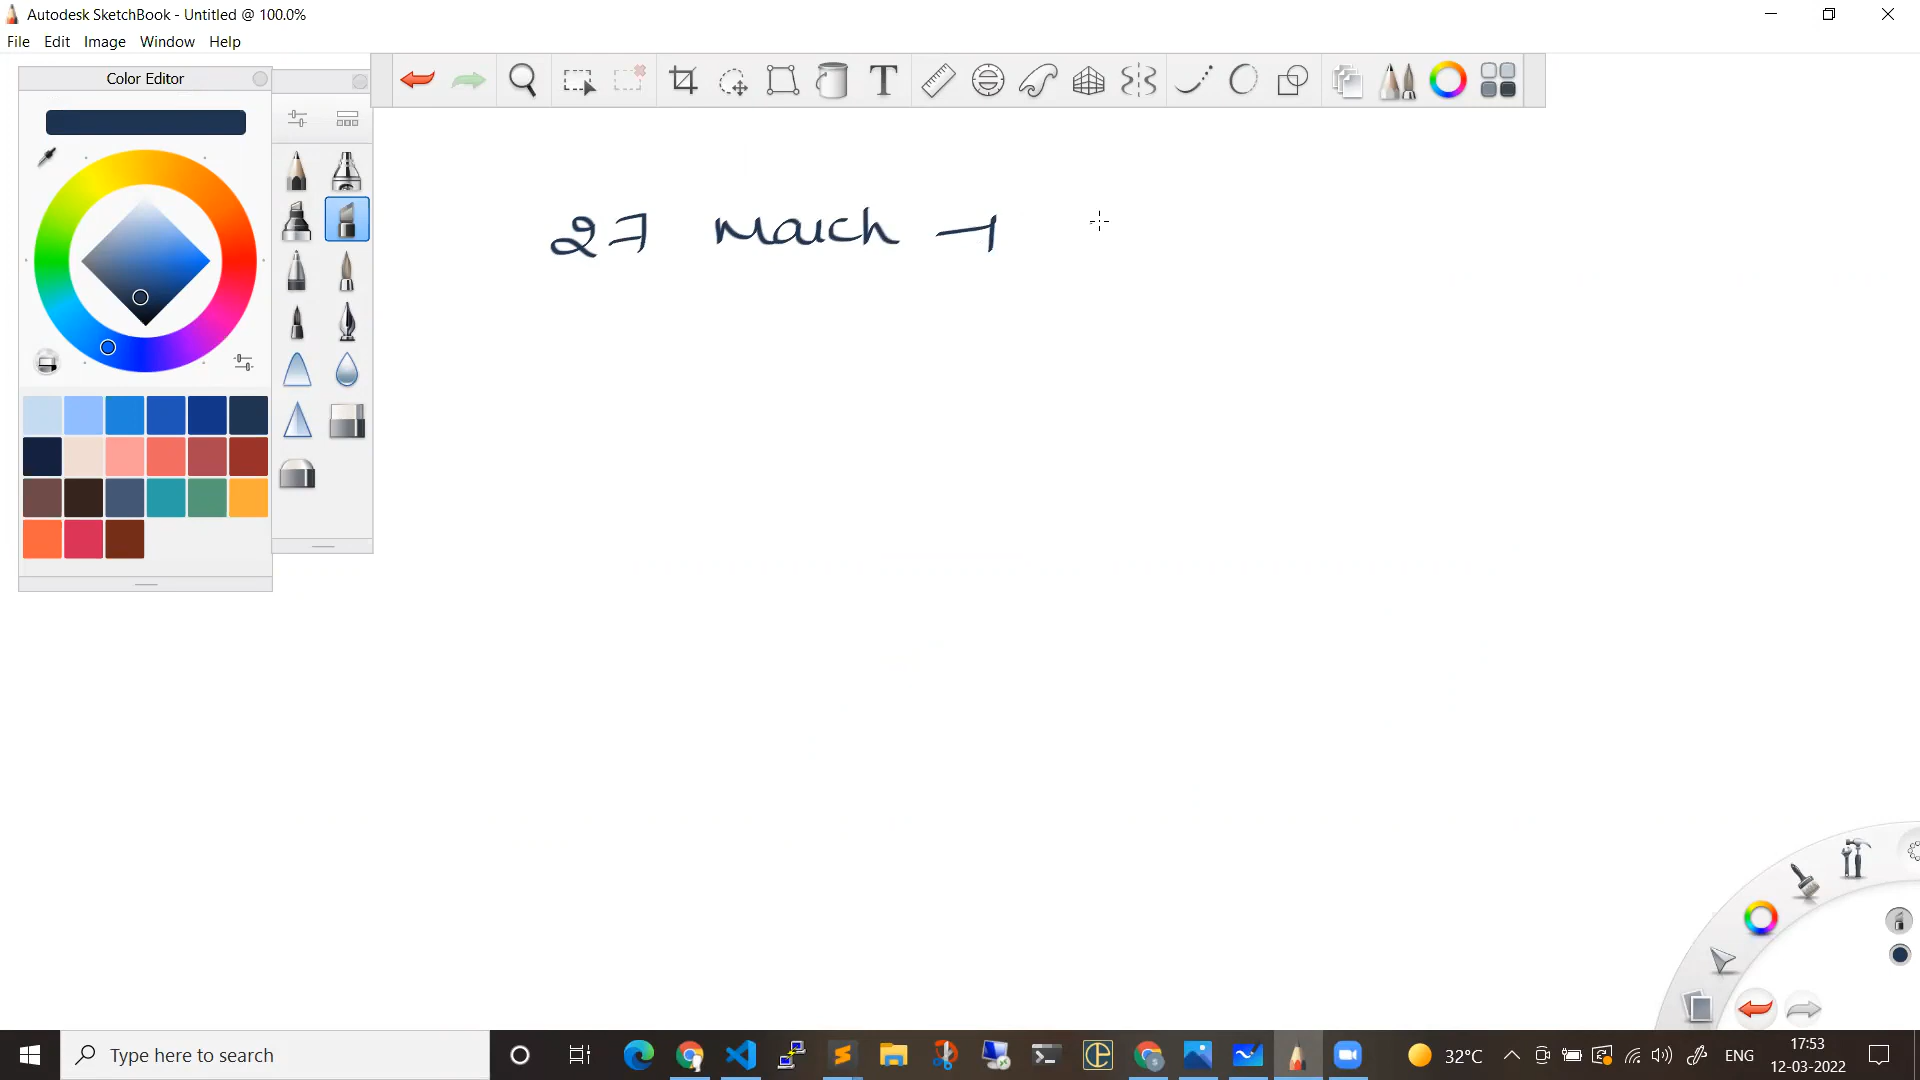 Autodesk SketchBook - Untitled @ 100.0%
File Edit Image Window Help
Color Editor
T
27 March -1
Type here to search
32°C
ENG
17:53
12-03-2022